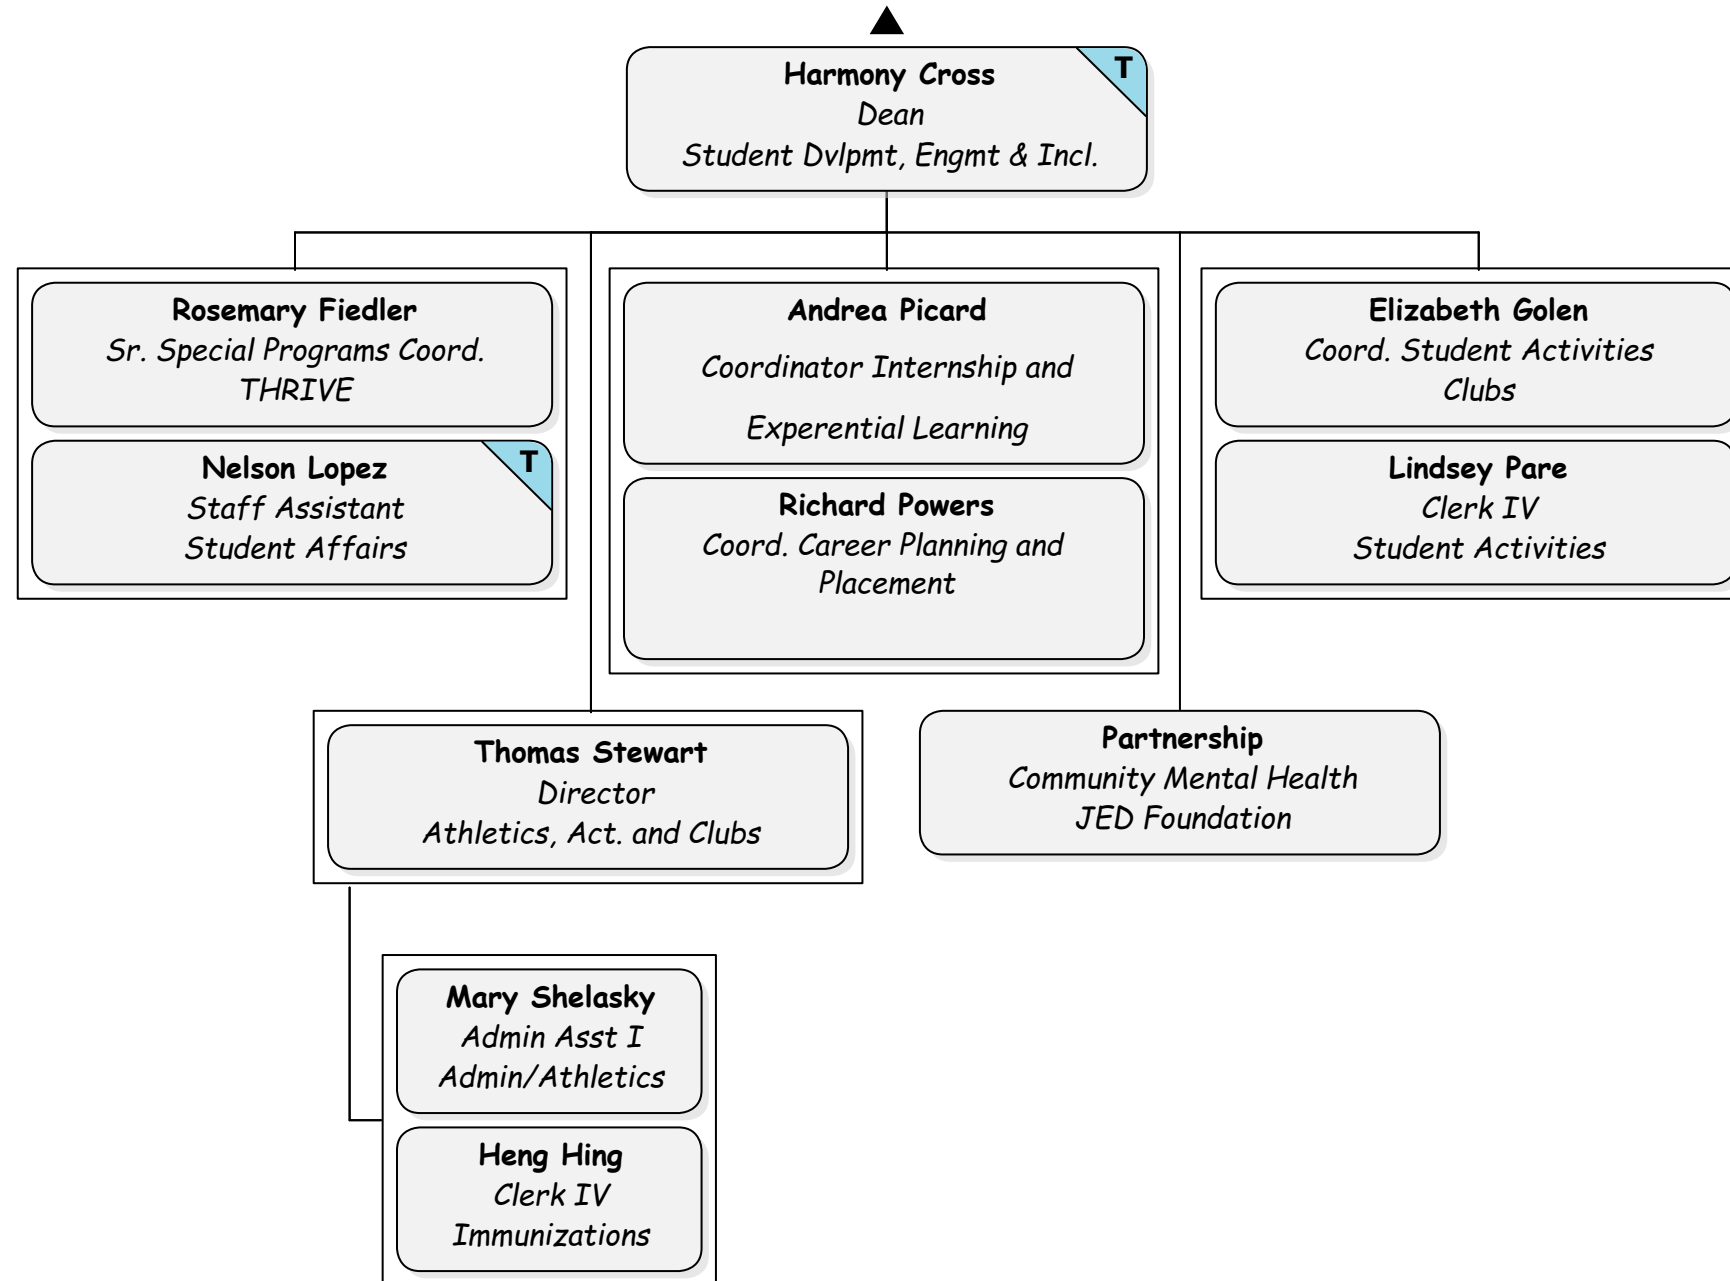 Harmony Cross
T
Dean
Student Dvlpmt, Engmt & Incl.
Rosemary Fiedler
Sr. Special Programs Coord.
THRIVE
Nelson Lopez
T
Staff Assistant
Student Affairs
Andrea Picard
Coordinator Internship and
Experential Learning
Richard Powers
Coord. Career Planning and
Placement
Elizabeth Golen
Coord. Student Activities
Clubs
Lindsey Pare
Clerk IV
Student Activities
Thomas Stewart
Director
Athletics, Act. and Clubs
Partnership
Community Mental Health
JED Foundation
Mary Shelasky
Admin Asst I
Admin/Athletics
Heng Hing
Clerk IV
Immunizations